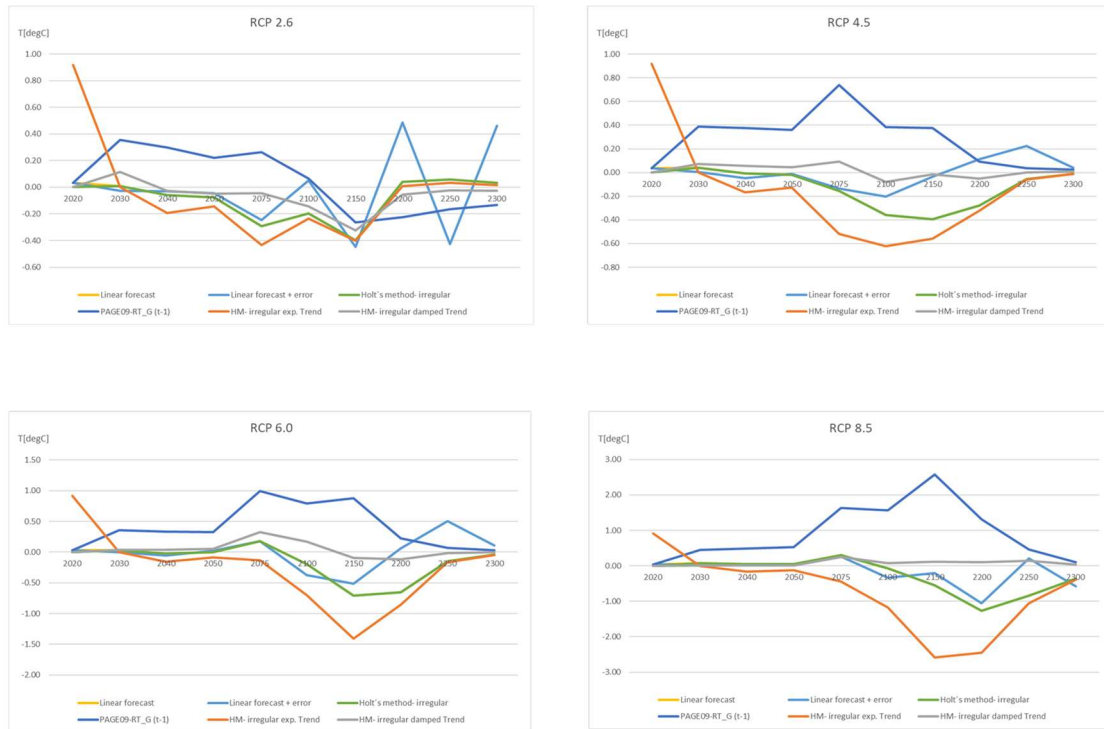 RCP 2.6
T[degC]
1.00
0.80
0.60
0.40
0.20
0.00
-0.20
-0.40
-0.60
2020 2030 2040 2050 2075 2100 2150 2200 2250 2300
Linear forecast Linear forecast + error Holt´s method- irregular
PAGE09-RT_G (t-1) HM- irregular exp. Trend HM- irregular damped Trend
RCP 4.5
T[degC]
1.00
0.80
0.60
0.40
0.20
0.00
-0.20
-0.40
-0.60
-0.80
2020 2030 2040 2050 2075 2100 2150 2200 2250 2300
Linear forecast Linear forecast + error Holt´s method- irregular
PAGE09-RT_G (t-1) HM- irregular exp. Trend HM- irregular damped Trend
RCP 6.0
T[degC]
1.50
1.00
0.50
0.00
-0.50
-1.00
-1.50
-2.00
2020 2030 2040 2050 2075 2100 2150 2200 2250 2300
Linear forecast Linear forecast + error Holt´s method- irregular
PAGE09-RT_G (t-1) HM- irregular exp. Trend HM- irregular damped Trend
RCP 8.5
T[degC]
3.00
2.00
1.00
0.00
-1.00
-2.00
-3.00
2020 2030 2040 2050 2075 2100 2150 2200 2250 2300
Linear forecast Linear forecast + error Holt´s method- irregular
PAGE09-RT_G (t-1) HM- irregular exp. Trend HM- irregular damped Trend